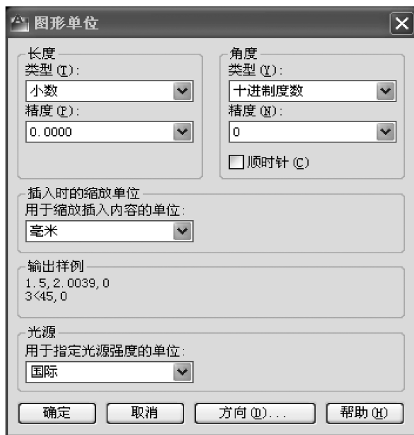 图形单位
长度
类型(T):
小数
精度(P):
0.0000
角度
类型(Y):
十进制度数
精度(N):
0
顺时针(C)
插入时的缩放单位
用于缩放插入内容的单位:
毫米
输出样例
1.5,2.0039,0
3<45,0
光源
用于指定光源强度的单位:
国际
确定 取消 方向(D)... 帮助(H)